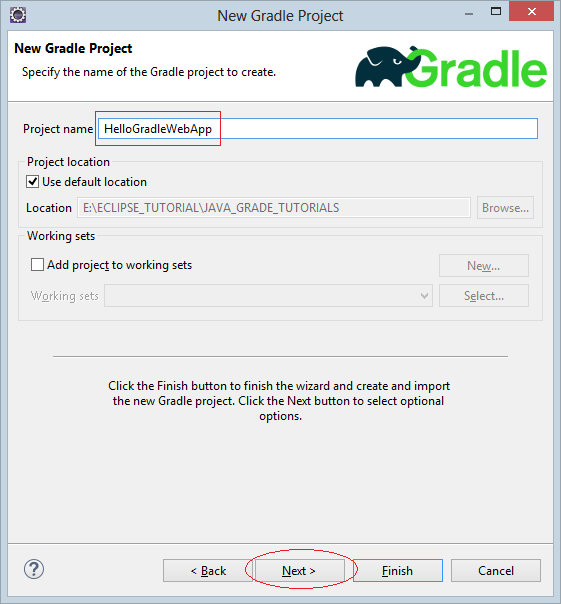 New Gradle Project
New Gradle Project
Specify the name of the Gradle project to create.
Gradle
Project name HelloGradleWebApp
Project location
Use default location
Location E:\ECLIPSE_TUTORIAL\JAVA_GRADE_TUTORIALS Browse...
Working sets
Add project to working sets New...
Working sets Select...
Click the Finish button to finish the wizard and create and import
the new Gradle project. Click the Next button to select optional
options.
? < Back Next > Finish Cancel